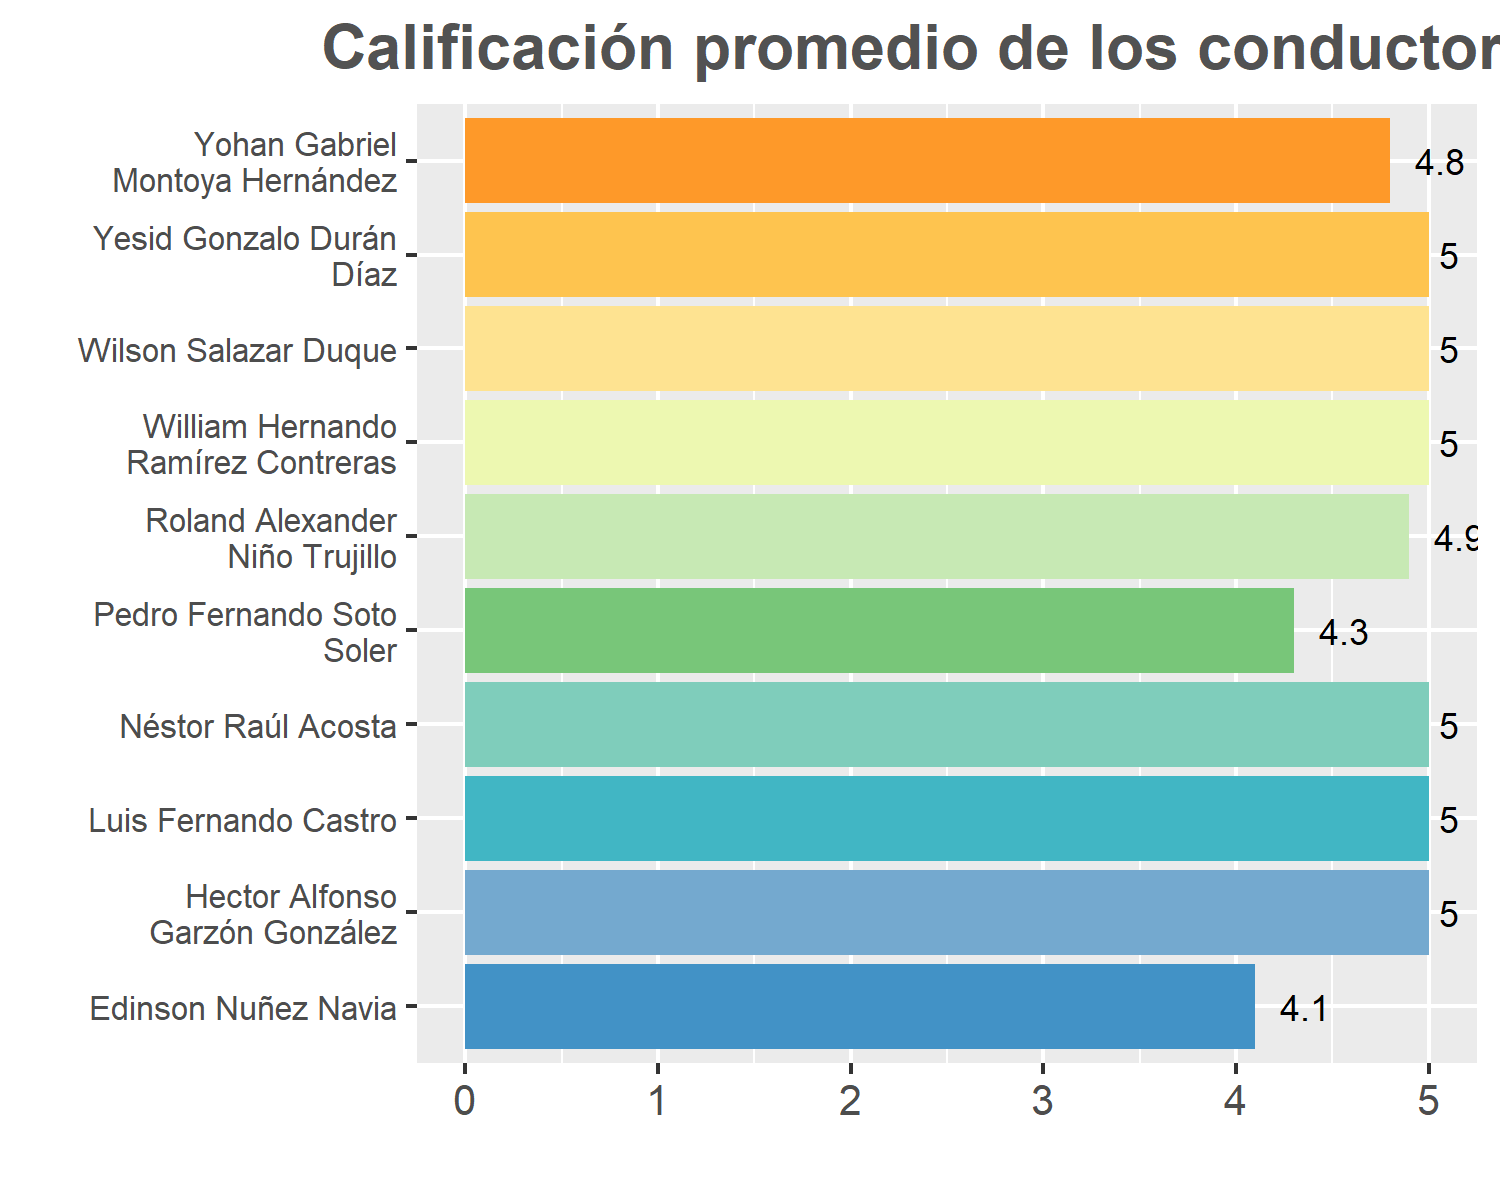 Calificación promedio de los conductor
Yohan Gabriel
Montoya Hernández
4.8
Yesid Gonzalo Durán
Díaz
5
Wilson Salazar Duque
5
William Hernando
Ramírez Contreras
5
Roland Alexander
Niño Trujillo
4.9
Pedro Fernando Soto
Soler
4.3
Néstor Raúl Acosta
5
Luis Fernando Castro
5
Hector Alfonso
Garzón González
5
Edinson Nuñez Navia
4.1
0 1 2 3 4 5